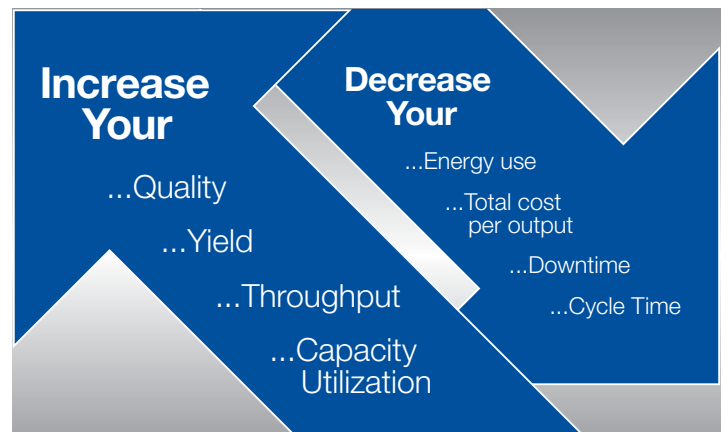 Increase
Your
...Quality
...Yield
...Throughput
...Capacity
Utilization
Decrease
Your
...Energy use
...Total cost
per output
...Downtime
...Cycle Time